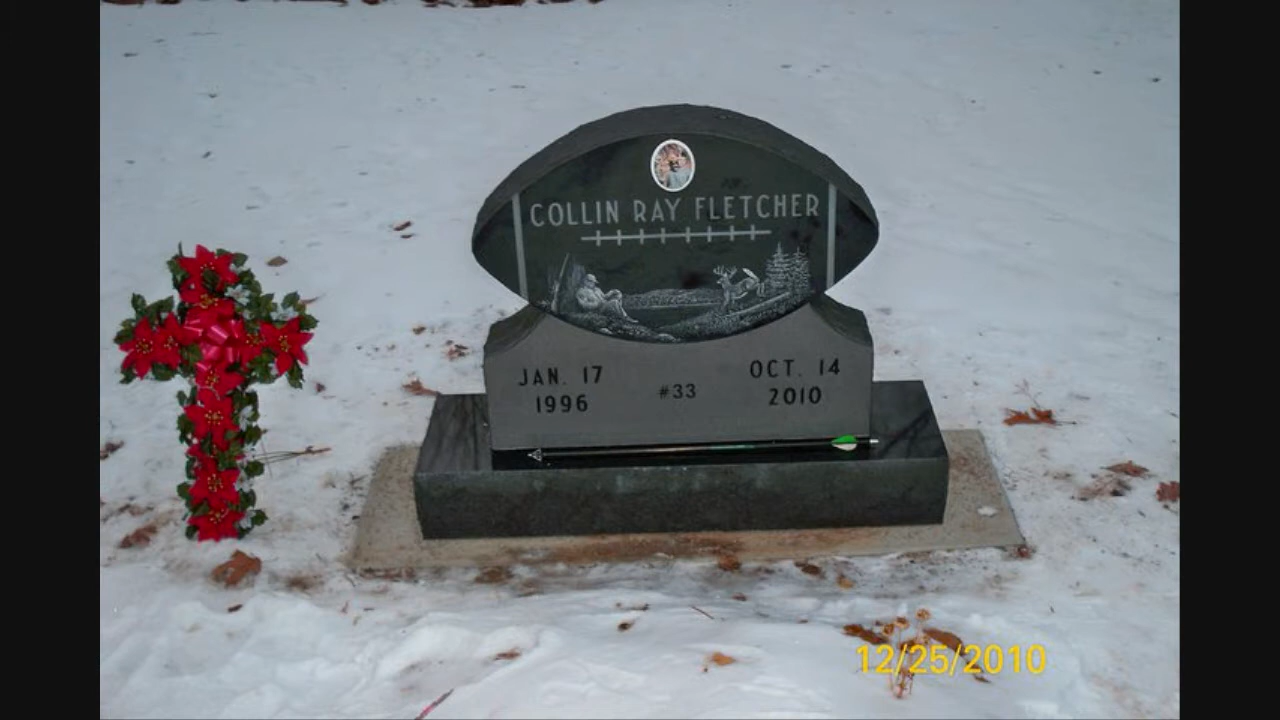 COLLIN RAY FLETCHER
JAN. 17
1996
#33
OCT. 14
2010
12/25/2010